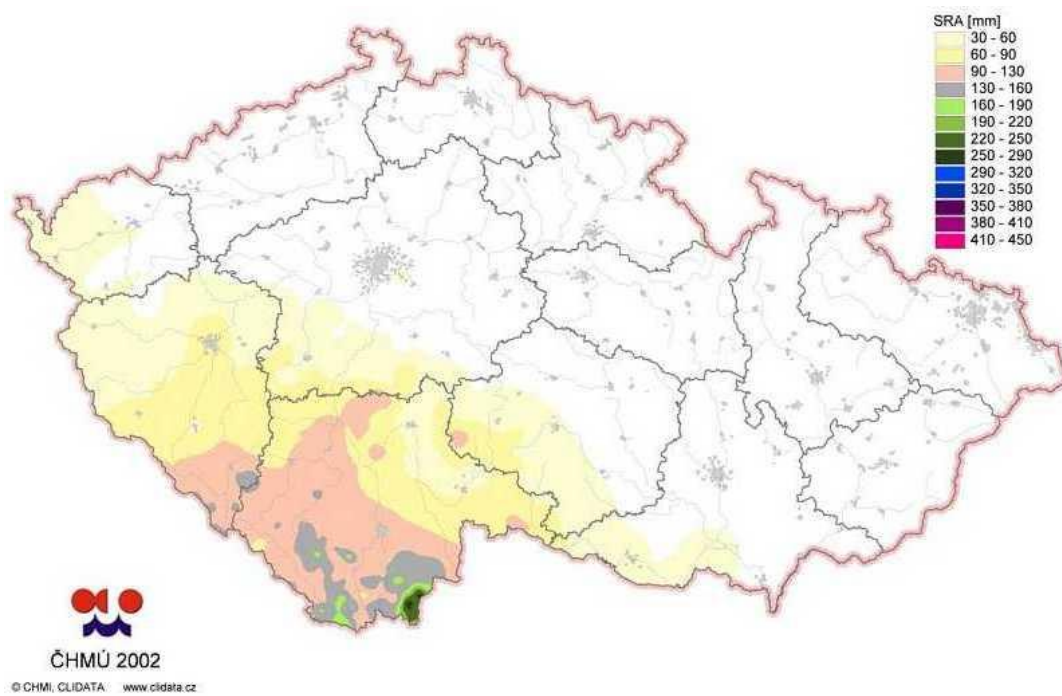 SRA [mm]
30 - 60
60 - 90
90 - 130
130 - 160
160 - 190
190 - 220
220 - 250
250 - 290
290 - 320
320 - 350
350 - 380
380 - 410
410 - 450
ČHMÚ 2002
© CHMI, CLIDATA www.clidata.cz